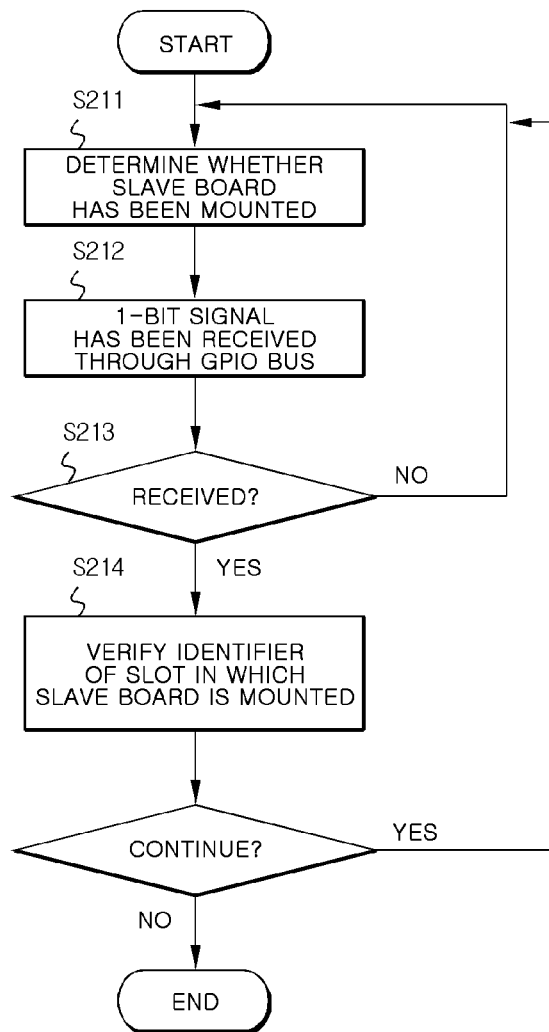 START
S211
DETERMINE WHETHER
SLAVE BOARD
HAS BEEN MOUNTED
S212
1-BIT SIGNAL
HAS BEEN RECEIVED
THROUGH GPIO BUS
S213
RECEIVED?
NO
YES
S214
VERIFY IDENTIFIER
OF SLOT IN WHICH
SLAVE BOARD IS MOUNTED
CONTINUE?
YES
NO
END